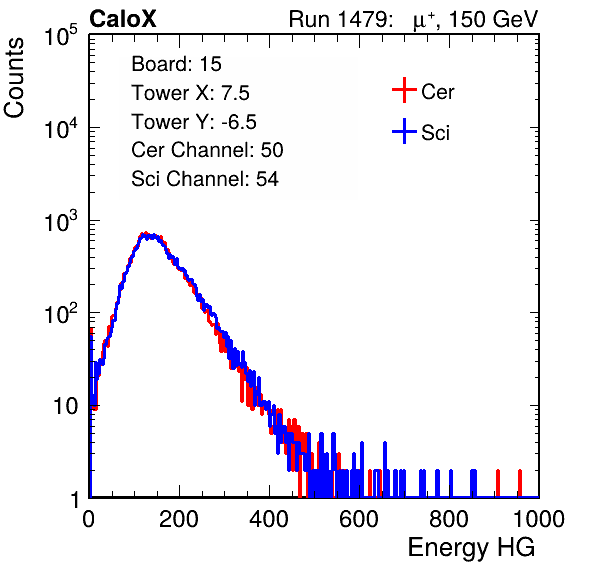 CaloX Run 1479: μ⁺, 150 GeV
Counts
Board: 15
Tower X: 7.5
Tower Y: -6.5
Cer Channel: 50
Sci Channel: 54
Cer
Sci
10⁵
10⁴
10³
10²
10
1
0 200 400 600 800 1000
Energy HG